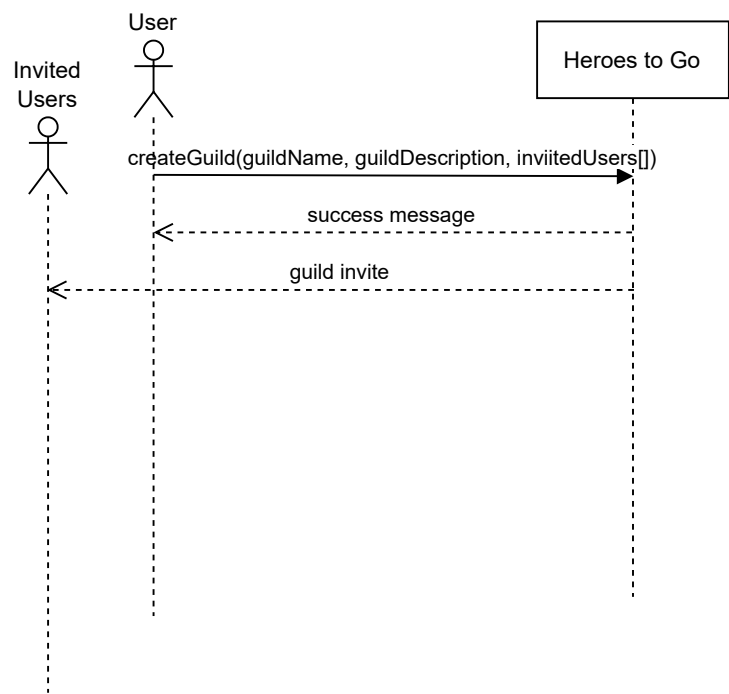 User
Heroes to Go
Invited
Users
createGuild(guildName, guildDescription, inviitedUsers[])
success message
guild invite